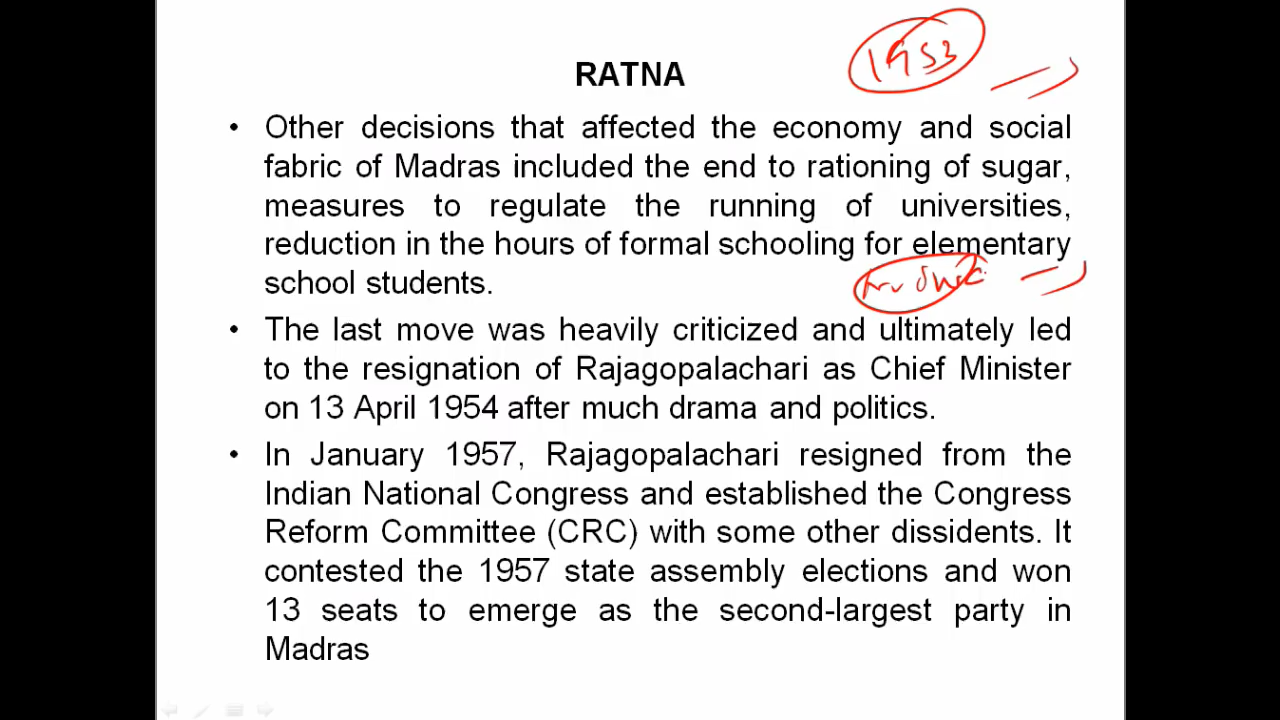 1953
RATNA
• Other decisions that affected the economy and social
fabric of Madras included the end to rationing of sugar,
measures to regulate the running of universities,
reduction in the hours of formal schooling for elementary
school students.
• The last move was heavily criticized and ultimately led
to the resignation of Rajagopalachari as Chief Minister
on 13 April 1954 after much drama and politics.
• In January 1957, Rajagopalachari resigned from the
Indian National Congress and established the Congress
Reform Committee (CRC) with some other dissidents. It
contested the 1957 state assembly elections and won
13 seats to emerge as the second-largest party in
Madras